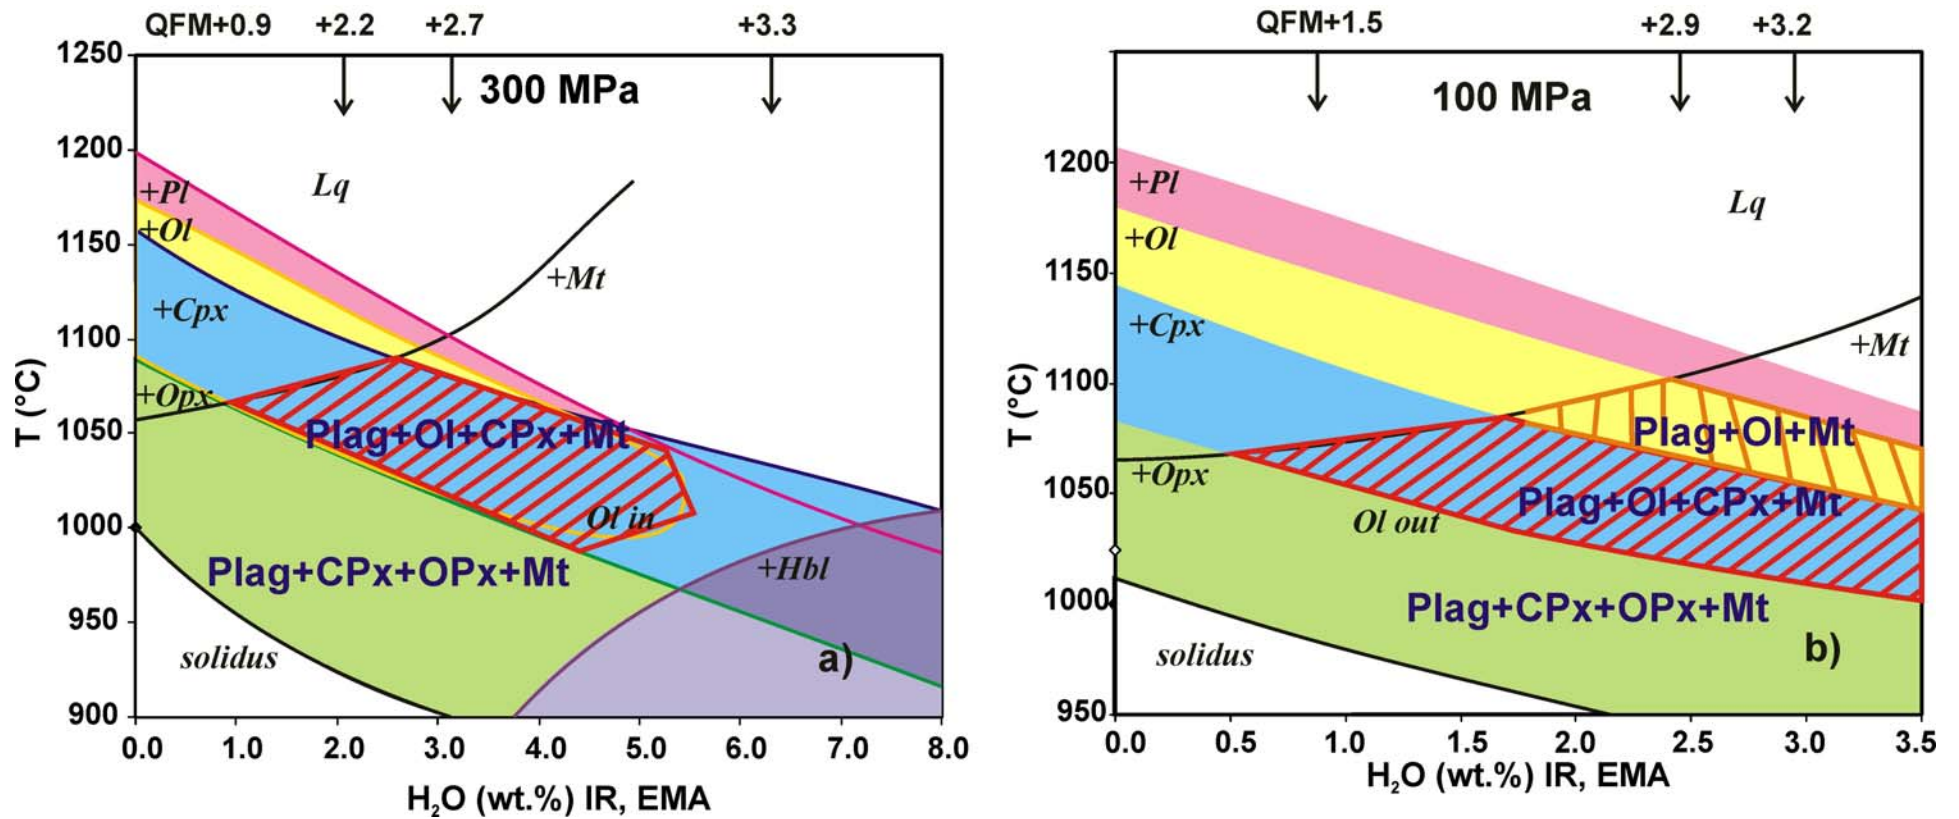 QFM+0.9 +2.2 +2.7 +3.3
300 MPa
1250
1200
1150
1100
1050
1000
950
900
T (°C)
Lq
+Pl
+Ol
+Cpx
+Mt
+Opx
Plag+Ol+CPx+Mt
Ol in
Plag+CPx+OPx+Mt
+Hbl
solidus
a)
0.0 1.0 2.0 3.0 4.0 5.0 6.0 7.0 8.0
H2O (wt.%) IR, EMA
QFM+1.5 +2.9 +3.2
100 MPa
1200
1150
1100
1050
1000
950
T (°C)
+Pl
Lq
+Ol
+Cpx
+Mt
Plag+Ol+Mt
+Opx
Plag+Ol+CPx+Mt
Ol out
Plag+CPx+OPx+Mt
solidus
b)
0.0 0.5 1.0 1.5 2.0 2.5 3.0 3.5
H2O (wt.%) IR, EMA